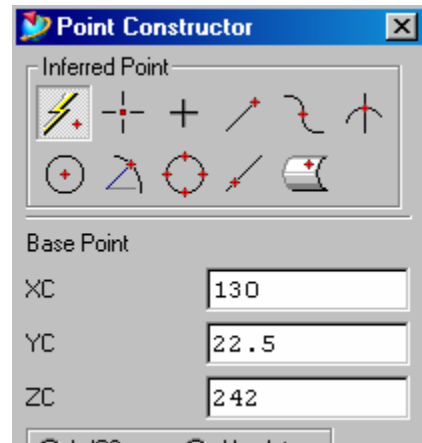 Point Constructor
Inferred Point
Base Point
XC 130
YC 22.5
ZC 242